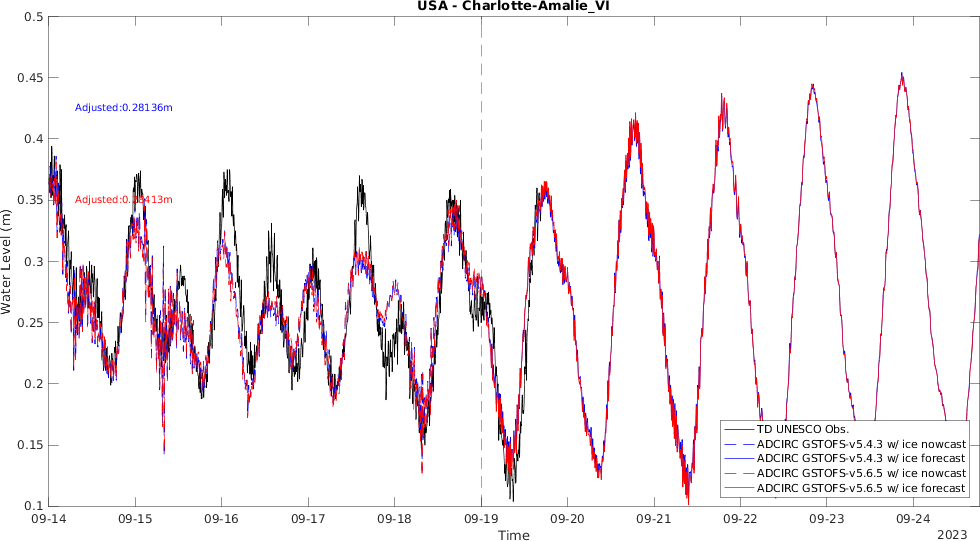 USA - Charlotte-Amalie_VI
0.5
0.45
0.4
0.35
0.3
0.25
0.2
0.15
0.1
Water Level (m)
Adjusted:0.28136m
TD UNESCO Obs.
ADCIRC GSTOFS-v5.4.3 w/ ice nowcast
ADCIRC GSTOFS-v5.4.3 w/ ice forecast
ADCIRC GSTOFS-v5.6.5 w/ ice nowcast
ADCIRC GSTOFS-v5.6.5 w/ ice forecast
09-14 09-15 09-16 09-17 09-18 09-19 09-20 09-21 09-22 09-23 09-24
Time
2023